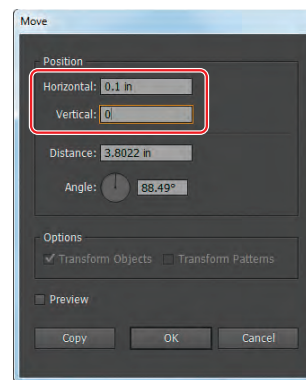 Move
Position
Horizontal: 0.1 in
Vertical: 0
Distance: 3.8022 in
Angle: 88.49°
Options
Transform Objects Transform Patterns
Preview
Copy OK Cancel